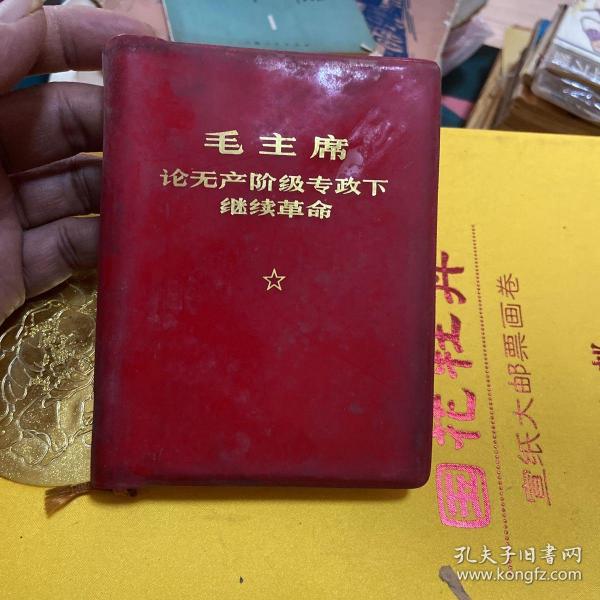 毛主席
论无产阶级专政下
继续革命
国花牡丹
宣纸大邮票画卷
孔夫子旧书网
www.kongfz.com